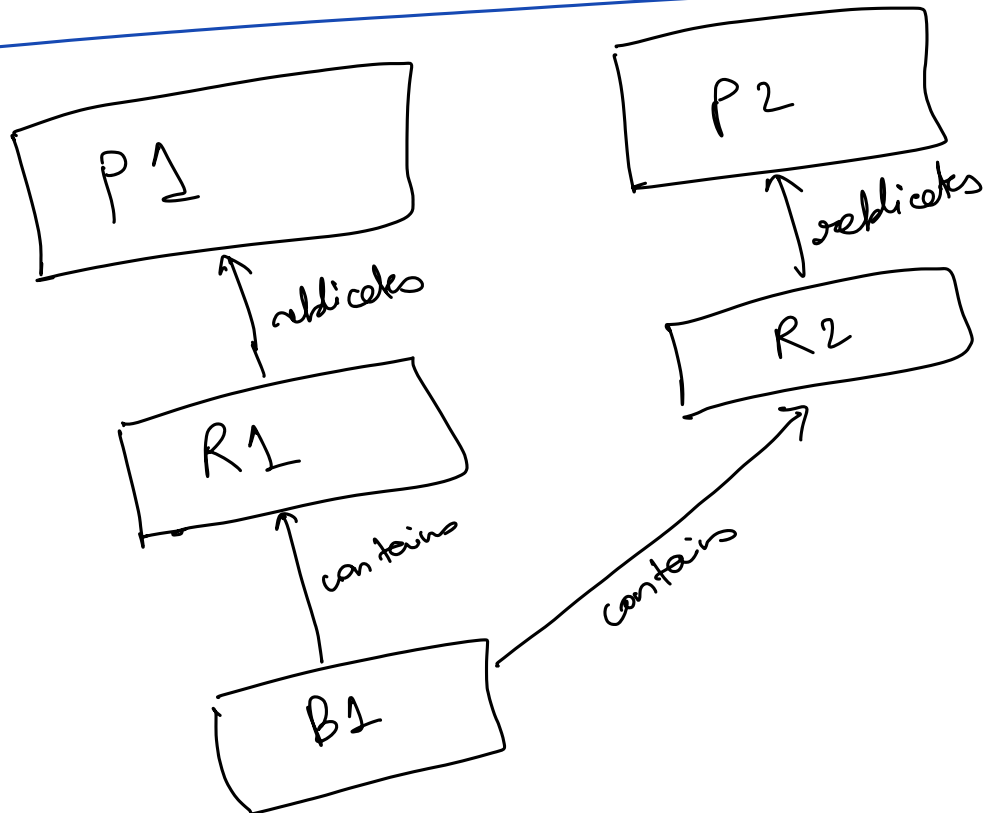 P1
P2
replicates
replicates
R1
R2
contains
contains
B1